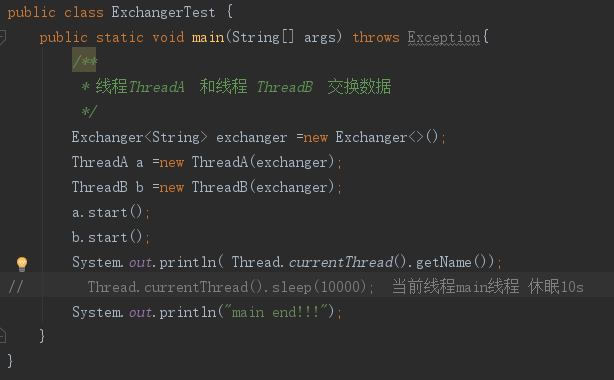 public class ExchangerTest {
public static void main(String[] args) throws Exception{
/**
* 线程ThreadA 和线程 ThreadB 交换数据
*/
Exchanger<String> exchanger =new Exchanger<>();
ThreadA a =new ThreadA(exchanger);
ThreadB b =new ThreadB(exchanger);
a.start();
b.start();
System.out.println( Thread.currentThread().getName());
// Thread.currentThread().sleep(10000); 当前线程main线程 休眠10s
System.out.println("main end!!!");
}
}